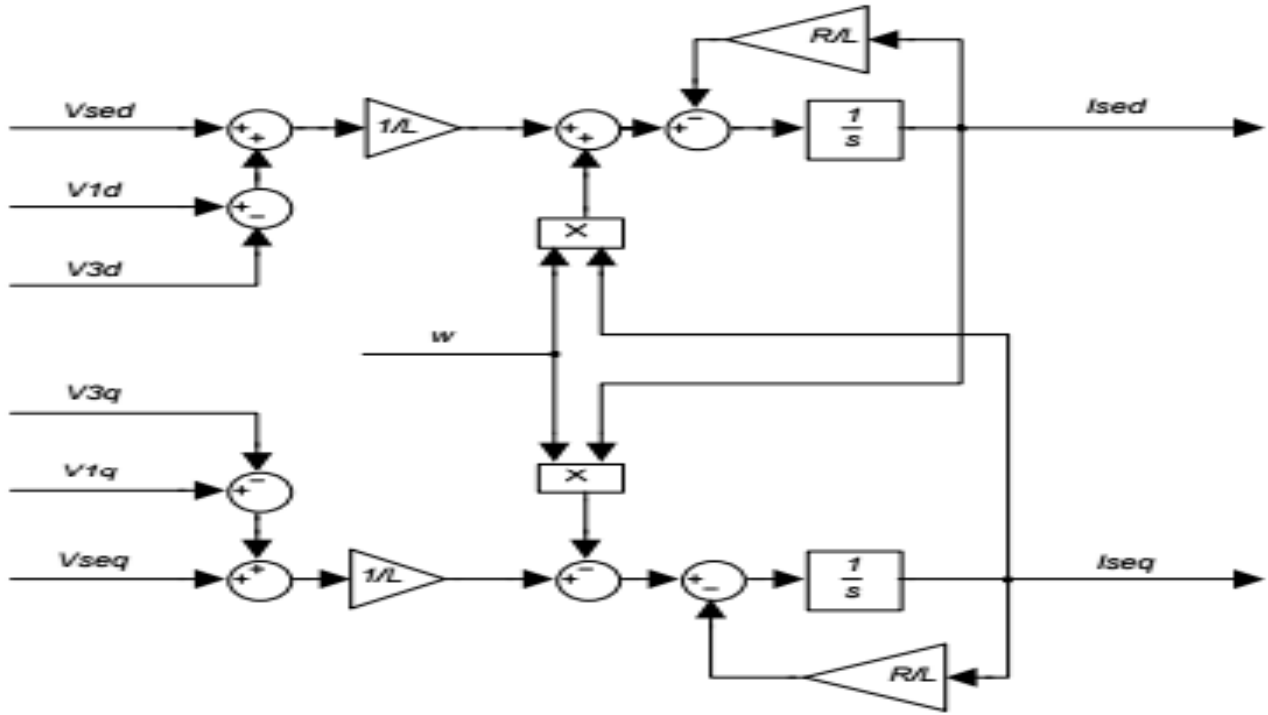 R/L
Vsed
+
+
1/L
+
+
+
−
1
s
Ised
V1d
+
−
V3d
X
w
V3q
V1q
+
−
X
Vseq
+
+
1/L
+
−
+
−
1
s
Iseq
R/L